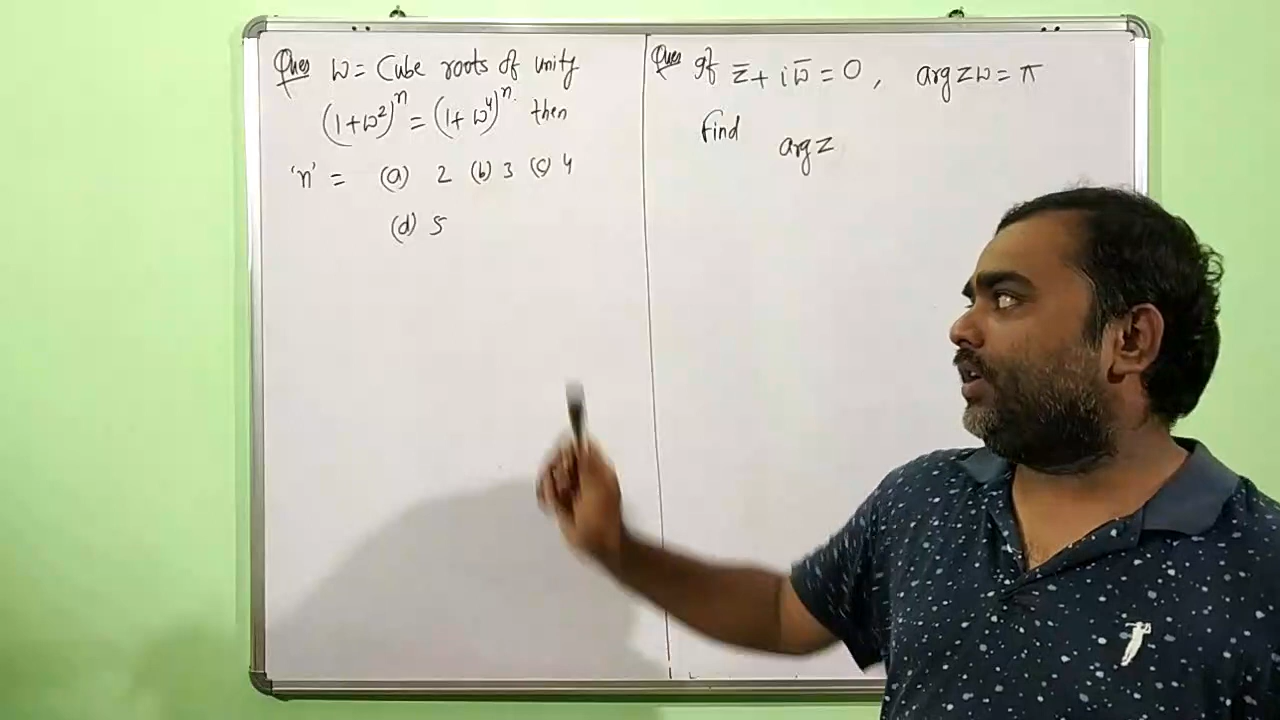 Ques W = Cube roots of unity
(1+ω²)ⁿ = (1+ω⁴)ⁿ. then
'n' = (a) 2 (b) 3 (c) 4
(d) 5
Ques If z̅ + i ω̅ = 0, arg zω = π
Find arg z